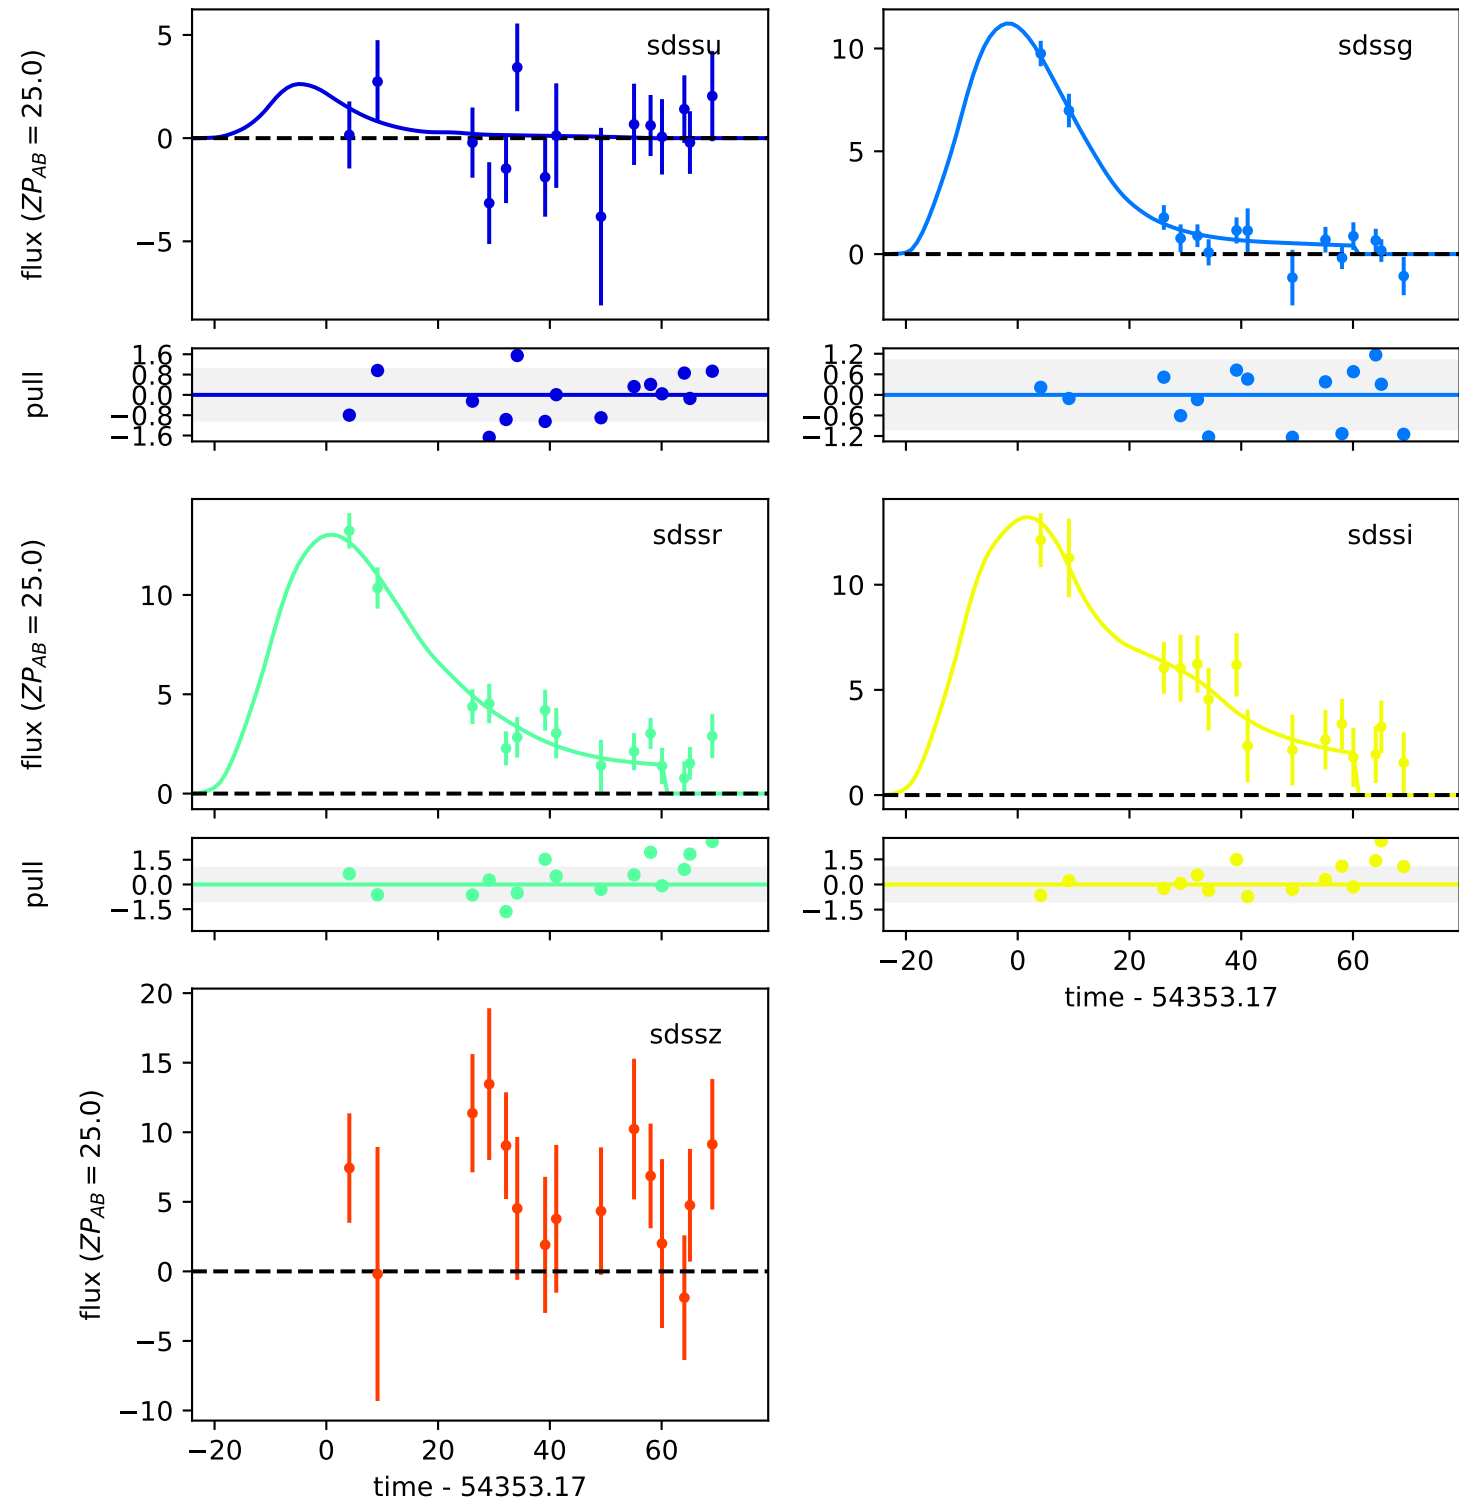 flux (ZP_AB = 25.0)
5
0
−5
sdssu
10
5
0
sdssg
pull
1.6
0.8
0.0
−0.8
−1.6
1.2
0.6
0.0
−0.6
−1.2
flux (ZP_AB = 25.0)
10
5
0
sdssr
10
5
0
sdssi
pull
1.5
0.0
−1.5
1.5
0.0
−1.5
−20 0 20 40 60
time - 54353.17
flux (ZP_AB = 25.0)
20
15
10
5
0
−5
−10
sdssz
−20 0 20 40 60
time - 54353.17